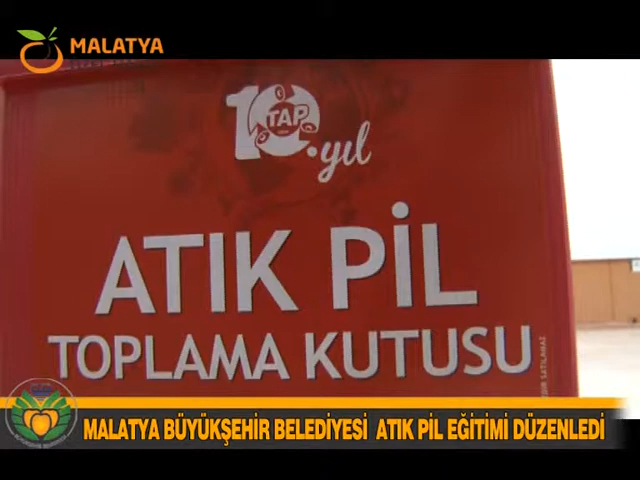 MALATYA
10.yıl
TAP
ATIK PİL
TOPLAMA KUTUSU
MALATYA BÜYÜKŞEHİR BELEDİYESİ ATIK PİL EĞİTİMİ DÜZENLEDİ